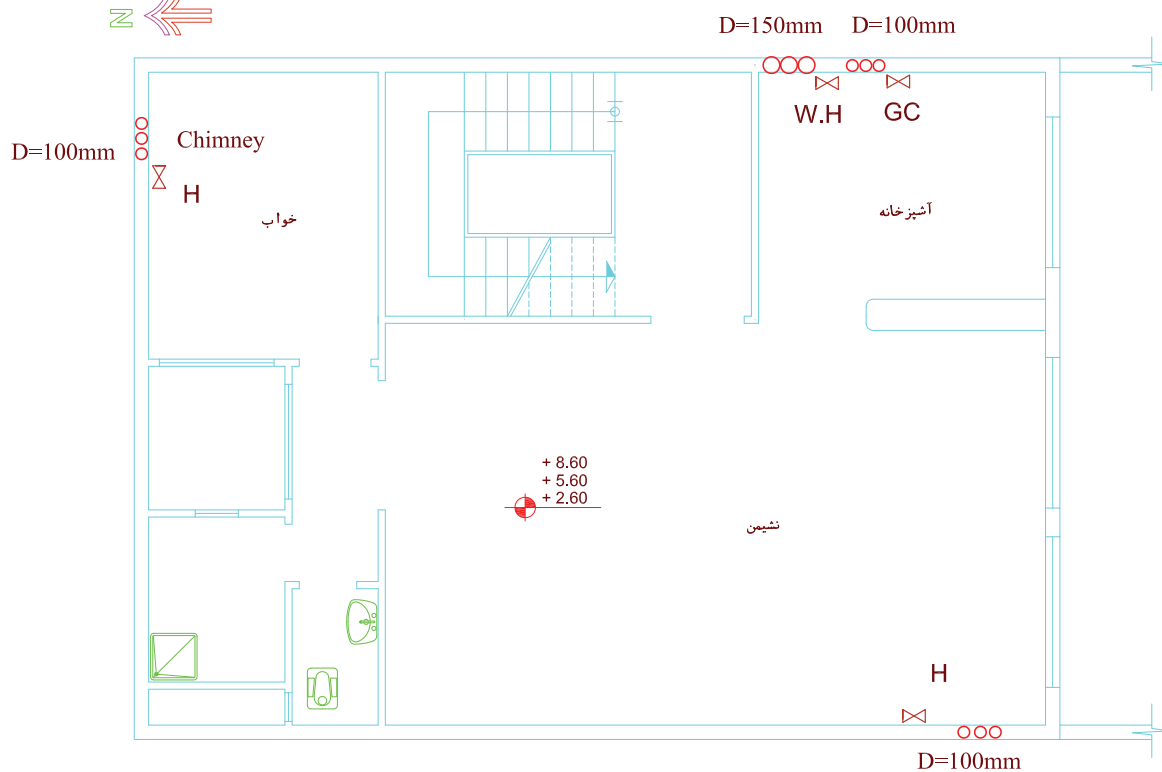 N
D=150mm
D=100mm
W.H
GC
D=100mm
Chimney
H
خواب
آشپزخانه
+ 8.60
+ 5.60
+ 2.60
نشیمن
H
D=100mm